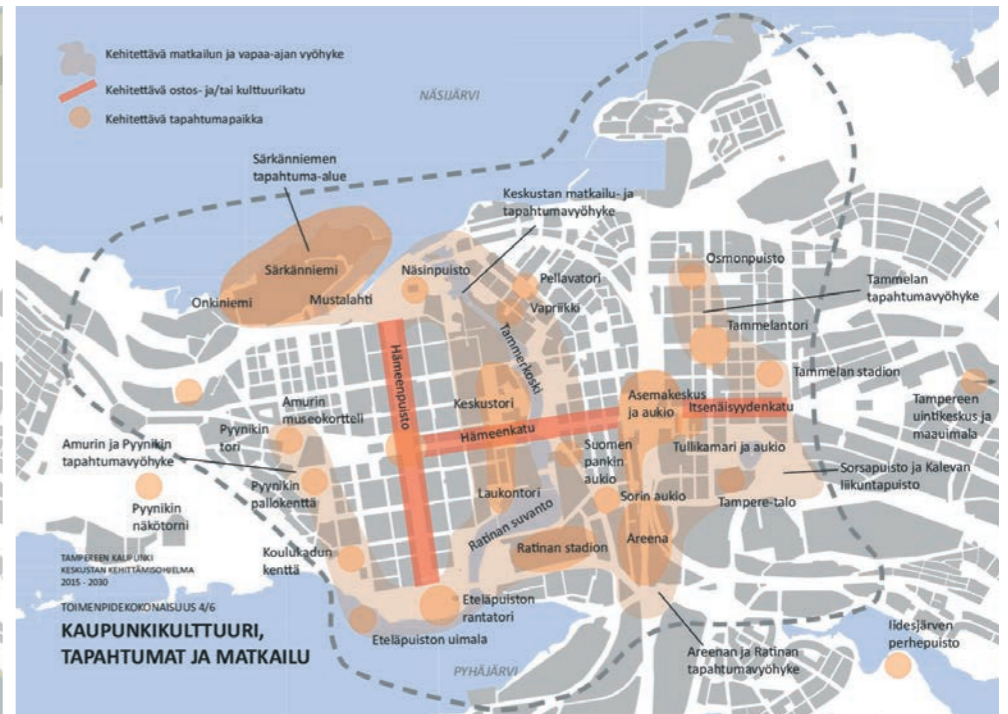 Kehitettävä matkailun ja vapaa-ajan vyöhyke
Kehitettävä ostos- ja/tai kulttuurikatu
Kehitettävä tapahtumapaikka
NÄSIJÄRVI
Särkänniemen
tapahtuma-alue
Keskustan matkailu- ja
tapahtumavyöhyke
Särkänniemi
Onkiniemi
Mustalahti
Näsinpuisto
Pellavatori
Vapriikki
Osmonpuisto
Tammelan
tapahtumavyöhyke
Tammelantori
Tammelan stadion
Tammerkoski
Hämeenpuisto
Amurin
museokortteli
Keskustori
Hämeenkatu
Asemakeskus
ja aukio
Itsenäisyydenkatu
Tampereen
uintikeskus ja
maauimala
Pyynikin
tori
Amurin ja Pyynikin
tapahtumavyöhyke
Pyynikin
pallokenttä
Pyynikin
näkötorni
Suomen
pankin
aukio
Tullikamari ja aukio
Sorsapuisto ja Kalevan
liikuntapuisto
Laukontori
Sorin aukio
Tampere-talo
Ratinan suvanto
Ratinan stadion
Areena
Koulukadun
kenttä
Eteläpuiston
rantatori
Eteläpuiston uimala
Areenan ja Ratinan
tapahtumavyöhyke
Iidesjärven
perhepuisto
PYHÄJÄRVI
TAMPEREEN KAUPUNKI
KESKUSTAN KEHITTÄMISOHJELMA
2015 - 2030
TOIMENPIDEKOKONAISUUS 4/6
KAUPUNKIKULTTUURI,
TAPAHTUMAT JA MATKAILU